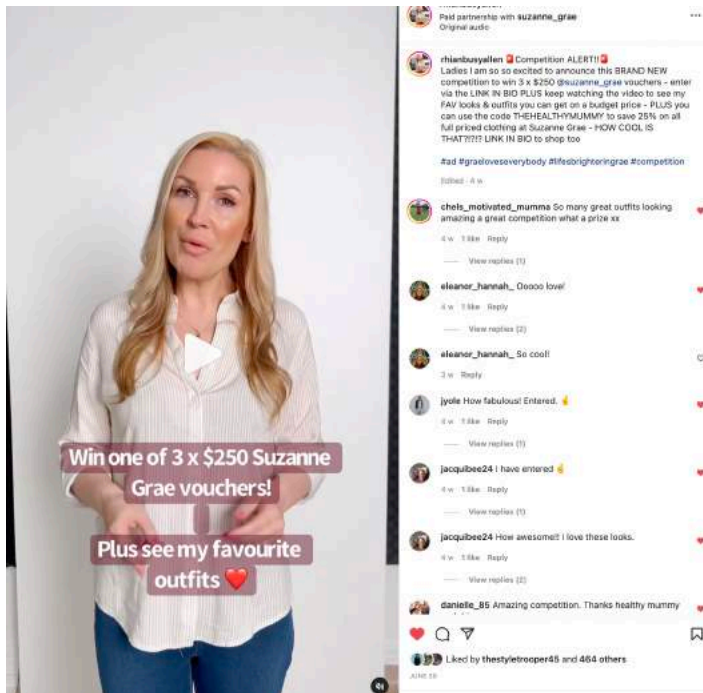 Win one of 3 x $250 Suzanne
Grae vouchers!
Plus see my favourite
outfits ❤️
Paid partnership with suzanne_grae
Original audio
rhianbusyallen 🚨Competition ALERT!!🚨
Ladies I am so so excited to announce this BRAND NEW
competition to win 3 x $250 @suzanne_grae vouchers - enter
via the LINK IN BIO PLUS keep watching the video to see my
FAV looks & outfits you can get on a budget price - PLUS you
can use the code THEHEALTHYMUMMY to save 25% on all
full priced clothing at Suzanne Grae - HOW COOL IS
THAT?!?!? LINK IN BIO to shop too
#ad #graeloveseverybody #lifesbrighteringrae #competition
Edited · 4 w
chels_motivated_mumma So many great outfits looking
amazing a great competition what a prize xx
4 w 1 like Reply
View replies (1)
eleanor_hannah_ Ooooo love!
4 w 1 like Reply
View replies (2)
eleanor_hannah_ So cool!
3 w Reply
jyole How fabulous! Entered. 🤞
4 w 1 like Reply
View replies (1)
jacquibee24 I have entered 🤞
4 w 1 like Reply
View replies (1)
jacquibee24 How awesome!! I love these looks.
4 w 1 like Reply
View replies (2)
danielle_85 Amazing competition. Thanks healthy mummy
Liked by thestyletrooper45 and 464 others